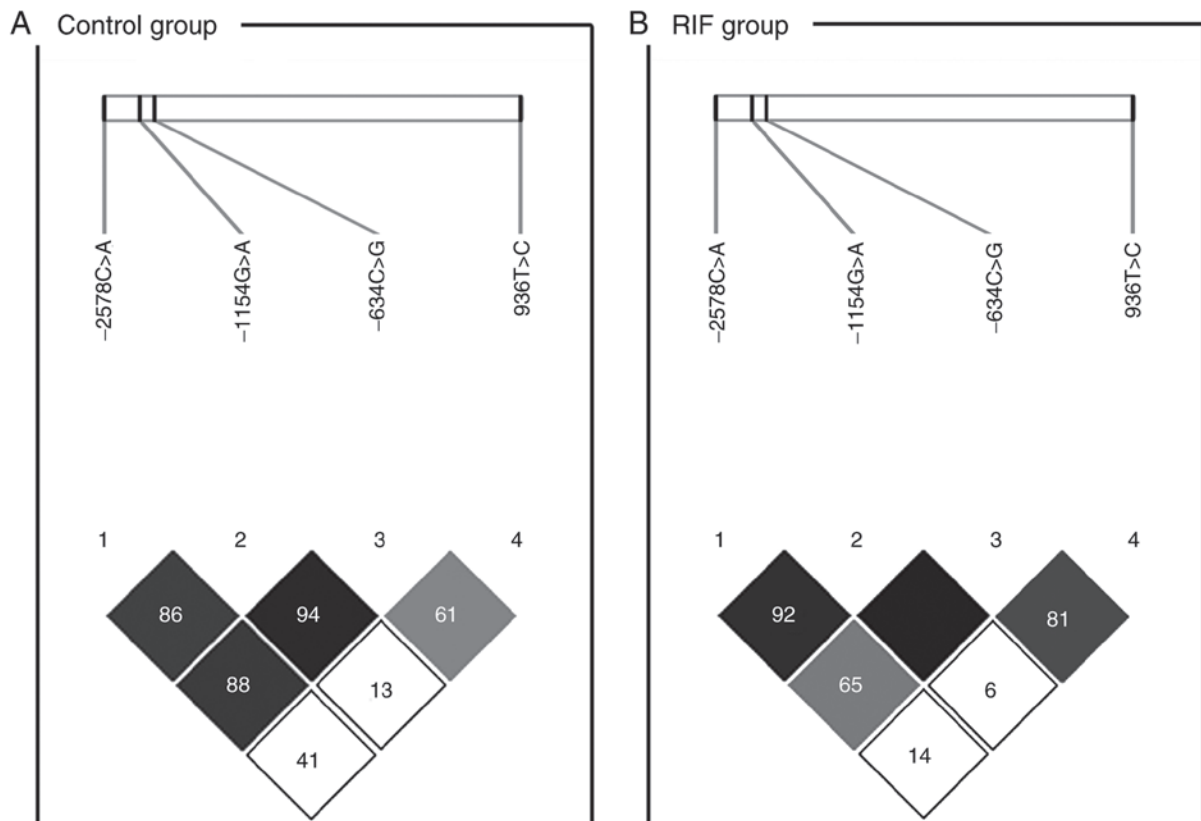 A Control group
−2578C>A
−1154G>A
−634C>G
936T>C
1 2 3 4
86 94 61
88 13
41
B RIF group
−2578C>A
−1154G>A
−634C>G
936T>C
1 2 3 4
92 81
65 6
14